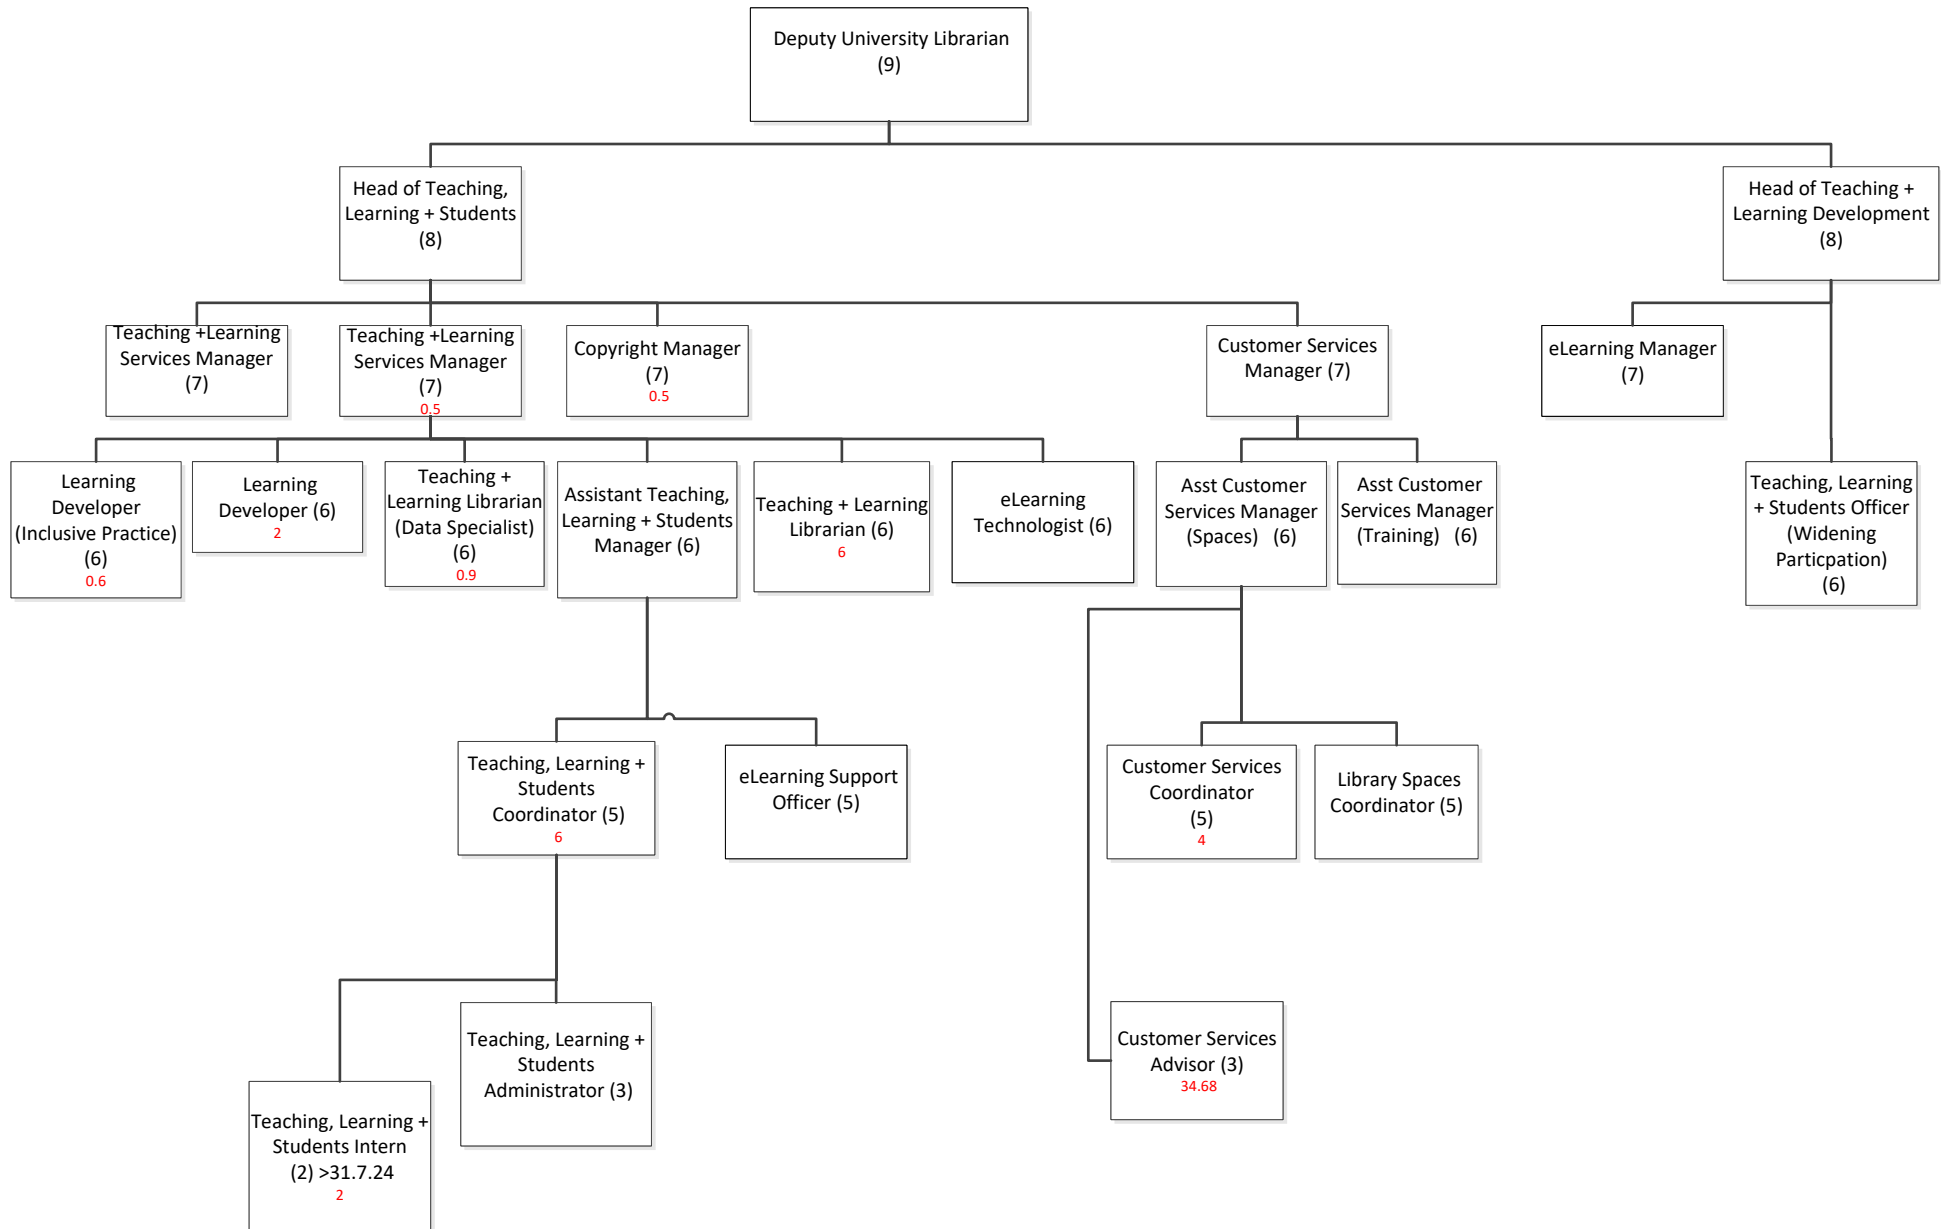 Deputy University Librarian
(9)
Head of Teaching,
Learning + Students
(8)
Head of Teaching +
Learning Development
(8)
Teaching +Learning
Services Manager
(7)
Teaching +Learning
Services Manager
(7)
0.5
Copyright Manager
(7)
0.5
Customer Services
Manager (7)
eLearning Manager
(7)
Learning
Developer
(Inclusive Practice)
(6)
0.6
Learning
Developer (6)
2
Teaching +
Learning Librarian
(Data Specialist)
(6)
0.9
Assistant Teaching,
Learning + Students
Manager (6)
Teaching + Learning
Librarian (6)
6
eLearning
Technologist (6)
Asst Customer
Services Manager
(Spaces) (6)
Asst Customer
Services Manager
(Training) (6)
Teaching, Learning
+ Students Officer
(Widening
Particpation)
(6)
Teaching, Learning +
Students
Coordinator (5)
6
eLearning Support
Officer (5)
Customer Services
Coordinator
(5)
4
Library Spaces
Coordinator (5)
Teaching, Learning +
Students
Administrator (3)
Customer Services
Advisor (3)
34.68
Teaching, Learning +
Students Intern
(2) >31.7.24
2